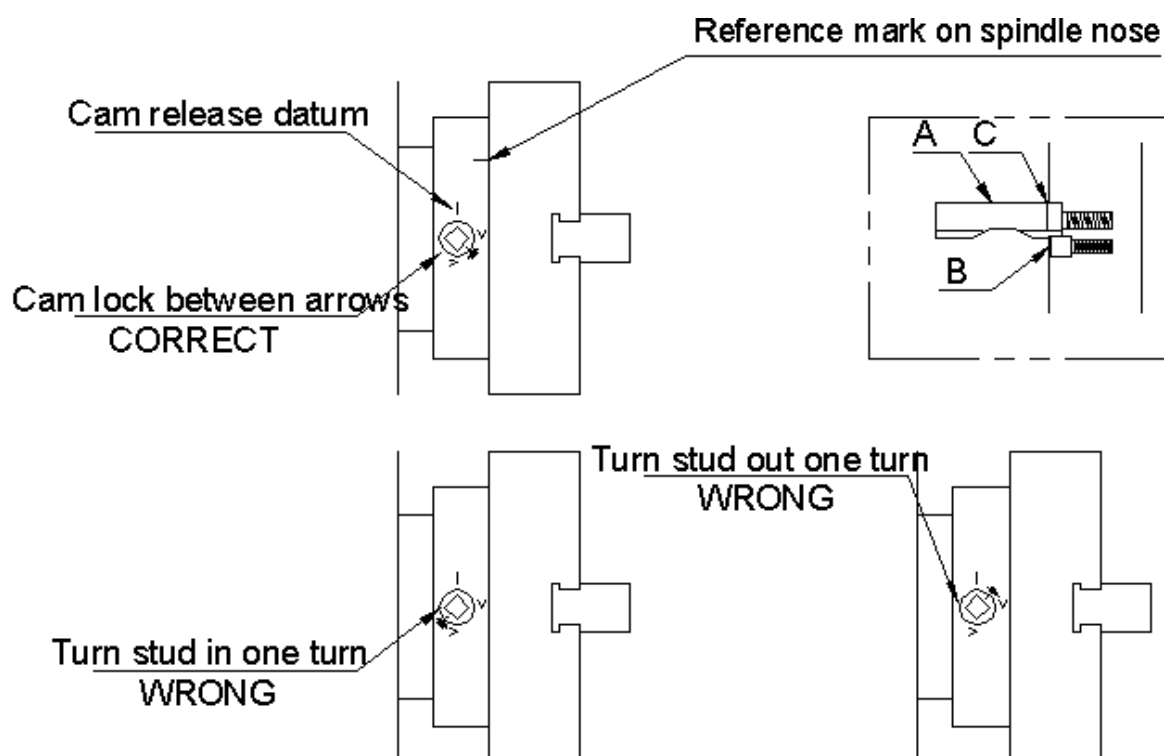 Reference mark on spindle nose
Cam release datum
A C
B
Cam lock between arrows
CORRECT
Turn stud out one turn
WRONG
Turn stud in one turn
WRONG